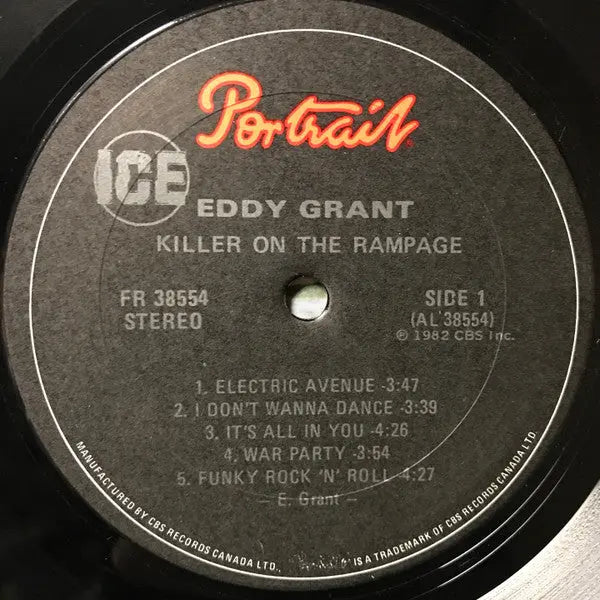 Portrait
ICE
EDDY GRANT
KILLER ON THE RAMPAGE
FR 38554
STEREO
SIDE 1
(AL 38554)
℗ 1982 CBS Inc.
1. ELECTRIC AVENUE -3:47
2. I DON'T WANNA DANCE -3:39
3. IT'S ALL IN YOU -4:26
4. WAR PARTY -3:54
5. FUNKY ROCK 'N' ROLL -4:27
– E. Grant –
MANUFACTURED BY CBS RECORDS CANADA LTD.,
IS A TRADEMARK OF CBS RECORDS CANADA LTD.